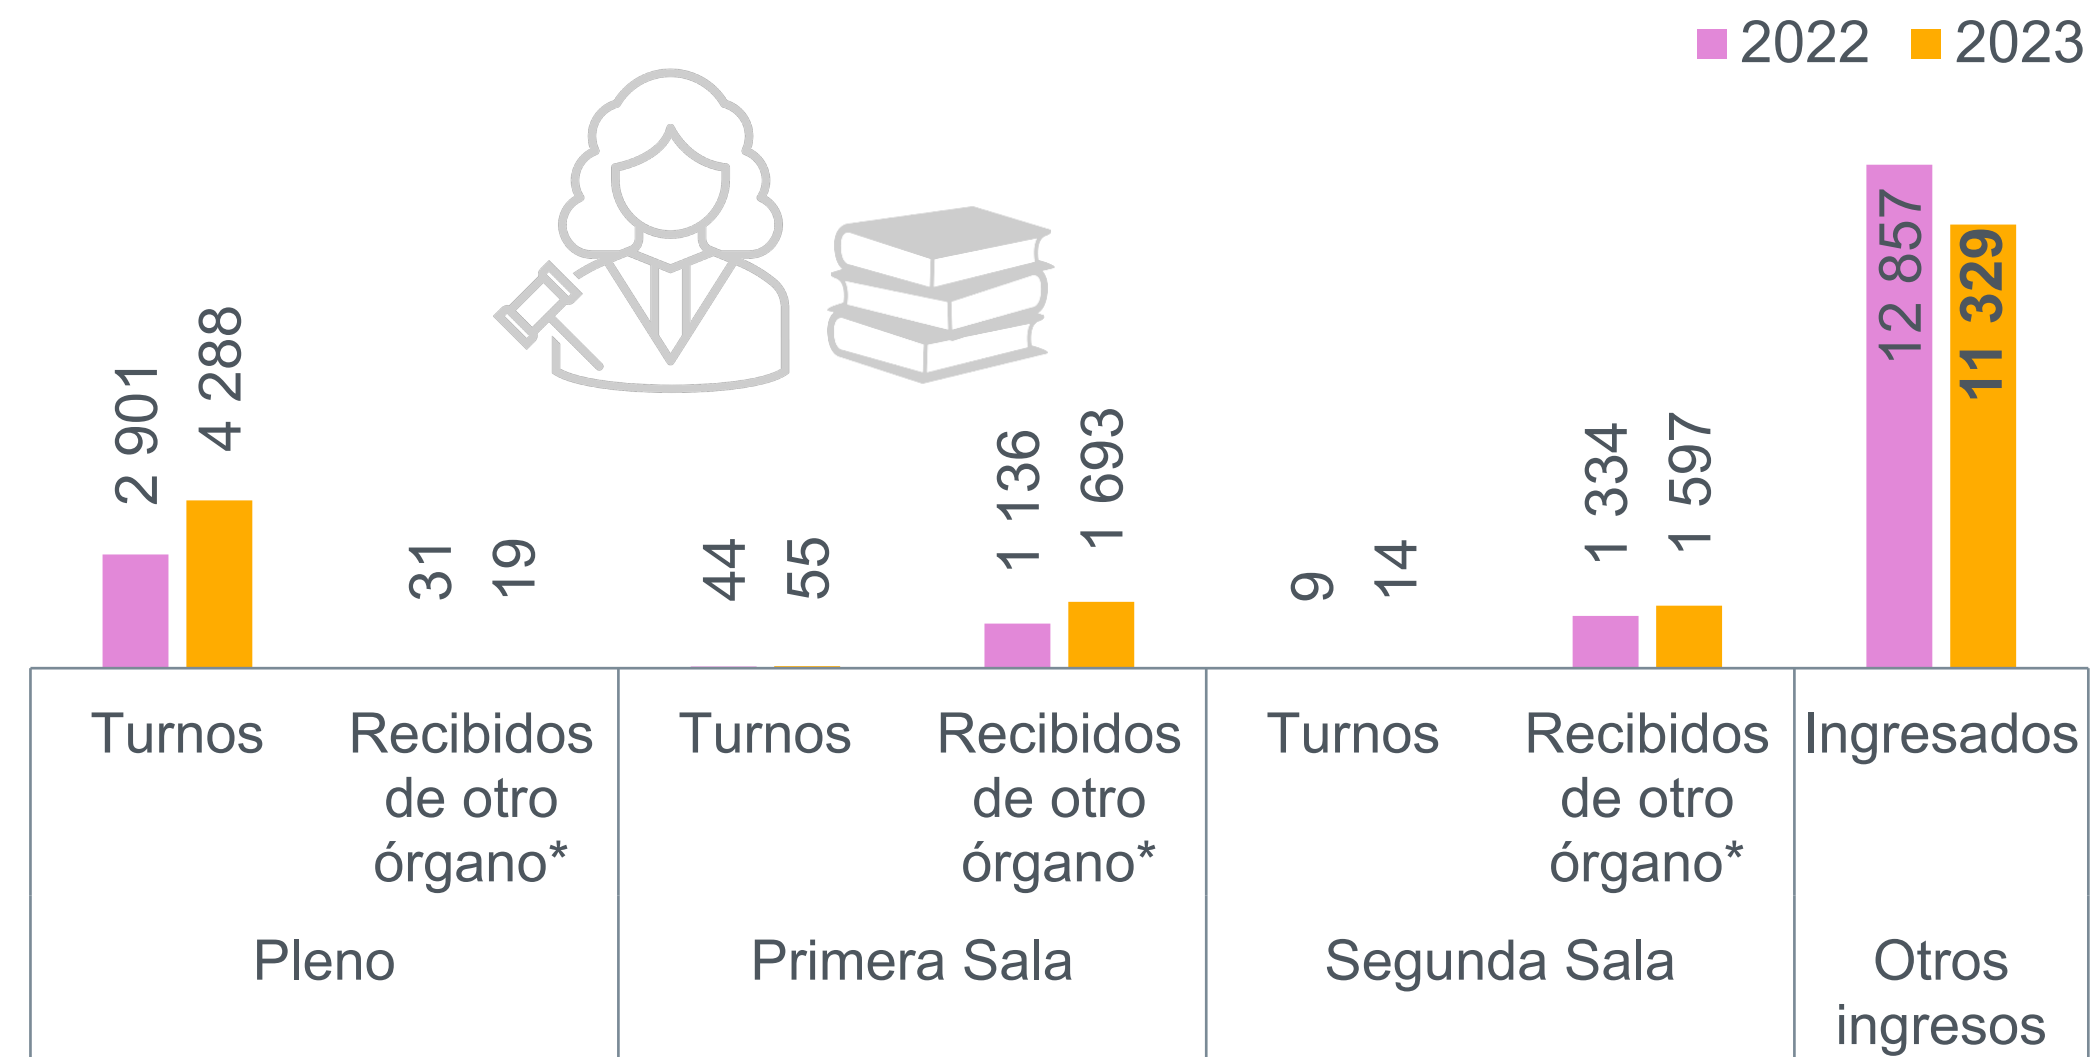 2022 2023
2 901
4 288
31
19
44
55
1 136
1 693
9
14
1 334
1 597
12 857
11 329
Turnos
Recibidos
de otro
órgano*
Turnos
Recibidos
de otro
órgano*
Turnos
Recibidos
de otro
órgano*
Ingresados
Pleno
Primera Sala
Segunda Sala
Otros
ingresos